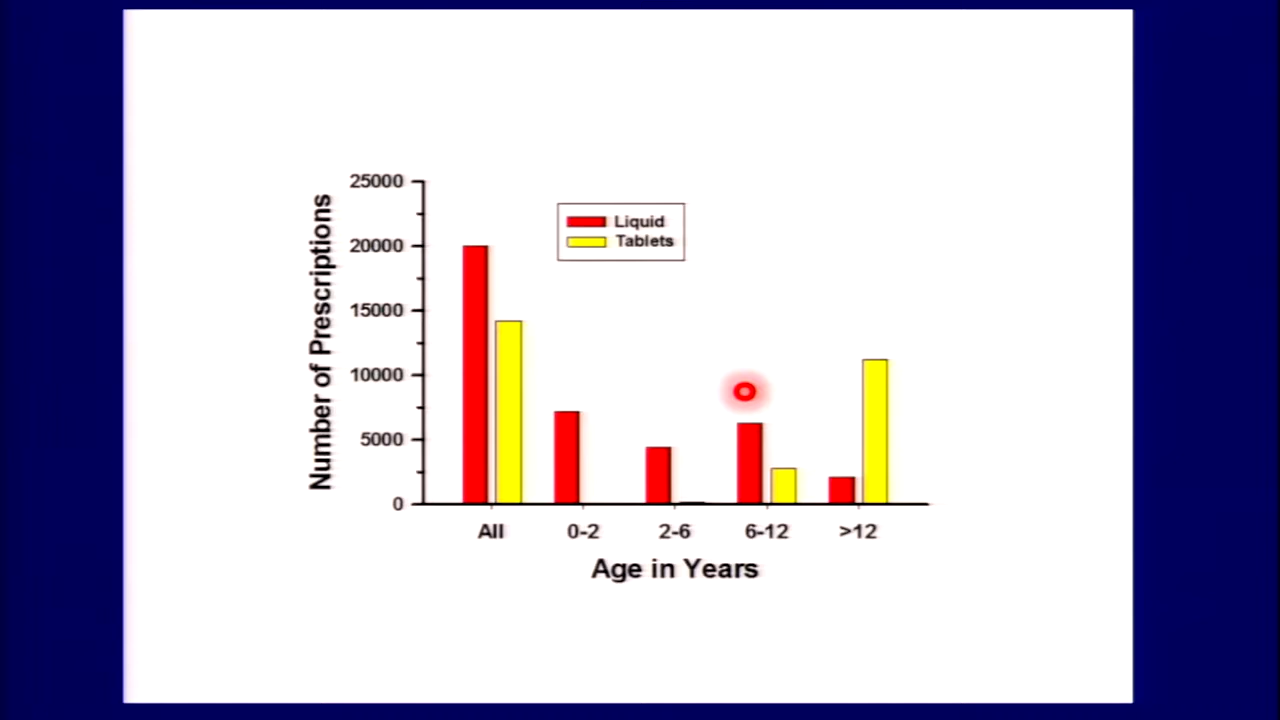 Number of Prescriptions
25000
20000
15000
10000
5000
0
Liquid
Tablets
All
0-2
2-6
6-12
>12
Age in Years